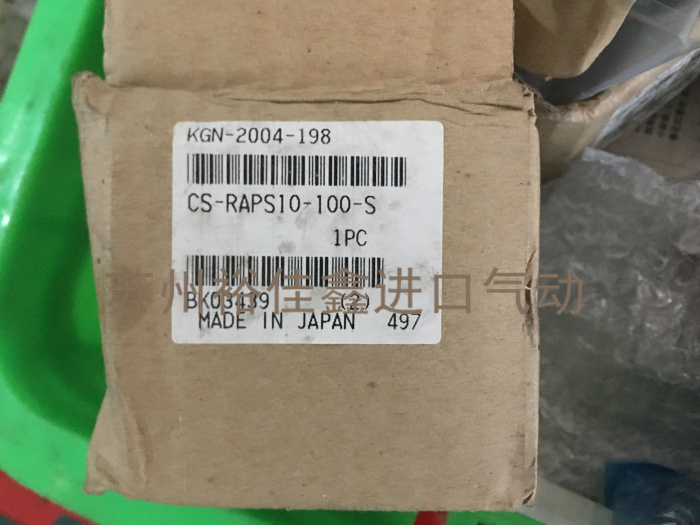 KGN-2004-198
CS-RAPS10-100-S
1PC
苏州裕佳鑫进口气动
BK03439 (2)
MADE IN JAPAN 497